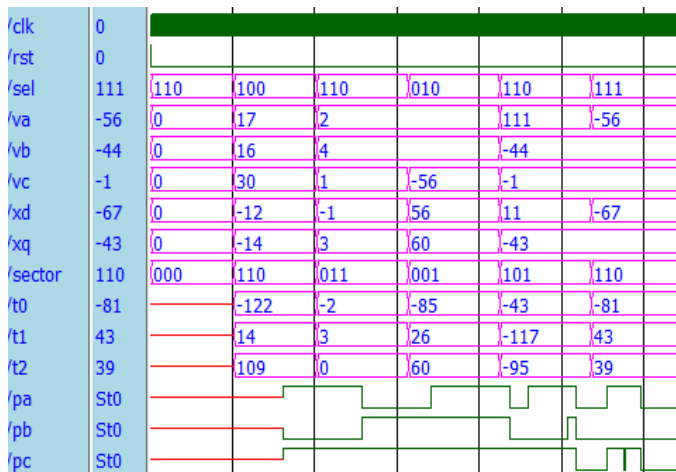 /clk 0
/rst 0
/sel 111 110 100 110 010 110 111
/va -56 0 17 2 111 -56
/vb -44 0 16 4 -44
/vc -1 0 30 1 -56 -1
/xd -67 0 -12 -1 56 11 -67
/xq -43 0 -14 3 60 -43
/sector 110 000 110 011 001 101 110
/t0 -81 -122 -2 -85 -43 -81
/t1 43 14 3 26 -117 43
/t2 39 109 0 60 -95 39
/pa St0
/pb St0
/pc St0